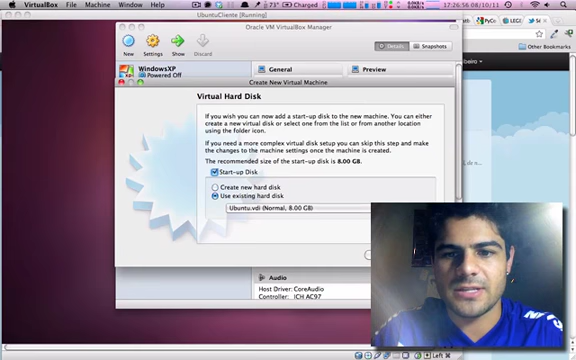 VirtualBox File Machine Window Help
73° Charged 17:26:56 08/10/11
UbuntuCliente [Running]
Oracle VM VirtualBox Manager
New Settings Show Discard
Details Snapshots
WindowsXP
Powered Off
General
Preview
Other Bookmarks
Create New Virtual Machine
Virtual Hard Disk
If you wish you can now add a start-up disk to the new machine. You can either
create a new virtual disk or select one from the list or from another location
using the folder icon.
If you need a more complex virtual disk setup you can skip this step and make
the changes to the machine settings once the machine is created.
The recommended size of the start-up disk is 8.00 GB.
Start-up Disk
Create new hard disk
Use existing hard disk
Ubuntu.vdi (Normal, 8.00 GB)
Audio
Host Driver: CoreAudio
Controller: ICH AC97
Left ⌘